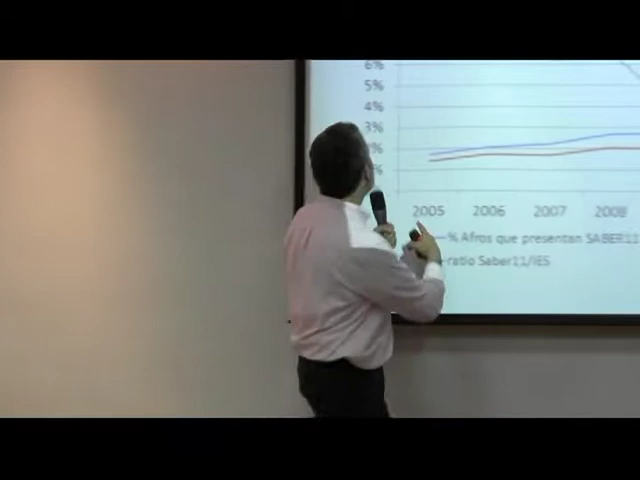 6%
5%
4%
3%
2005 2006 2007 2008
% Afros que presentan SABER11
ratio Saber11/IES